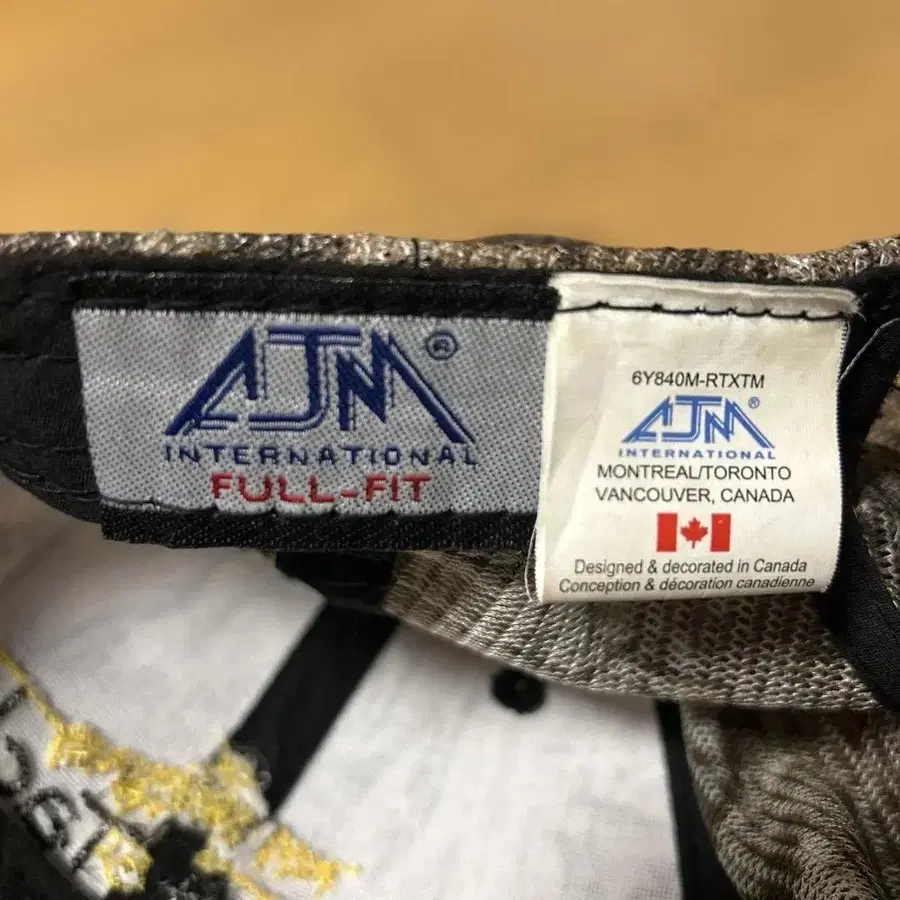 AJM®
INTERNATIONAL
FULL-FIT
6Y840M-RTXTM
AJM®
INTERNATIONAL
MONTREAL/TORONTO
VANCOUVER, CANADA
Designed & decorated in Canada
Conception & décoration canadienne